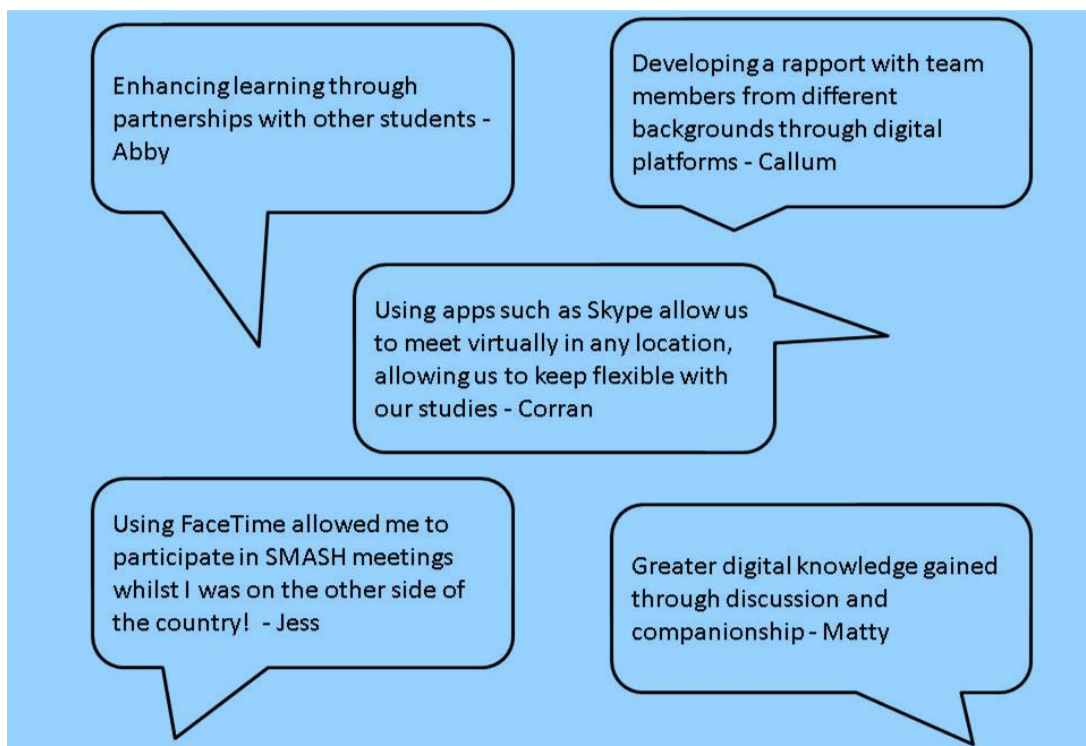 Enhancing learning through
partnerships with other students -
Abby
Developing a rapport with team
members from different
backgrounds through digital
platforms - Callum
Using apps such as Skype allow us
to meet virtually in any location,
allowing us to keep flexible with
our studies - Corran
Using FaceTime allowed me to
participate in SMASH meetings
whilst I was on the other side of
the country!  - Jess
Greater digital knowledge gained
through discussion and
companionship - Matty